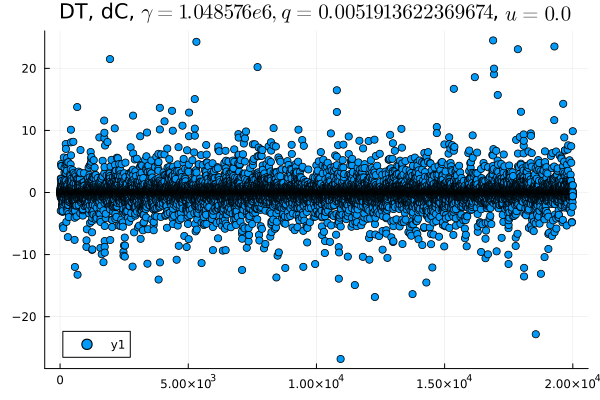 DT, dC, γ = 1.048576e6, q = 0.0051913622369674, u = 0.0
20
10
0
−10
−20
y1
0 5.00×10³ 1.00×10⁴ 1.50×10⁴ 2.00×10⁴